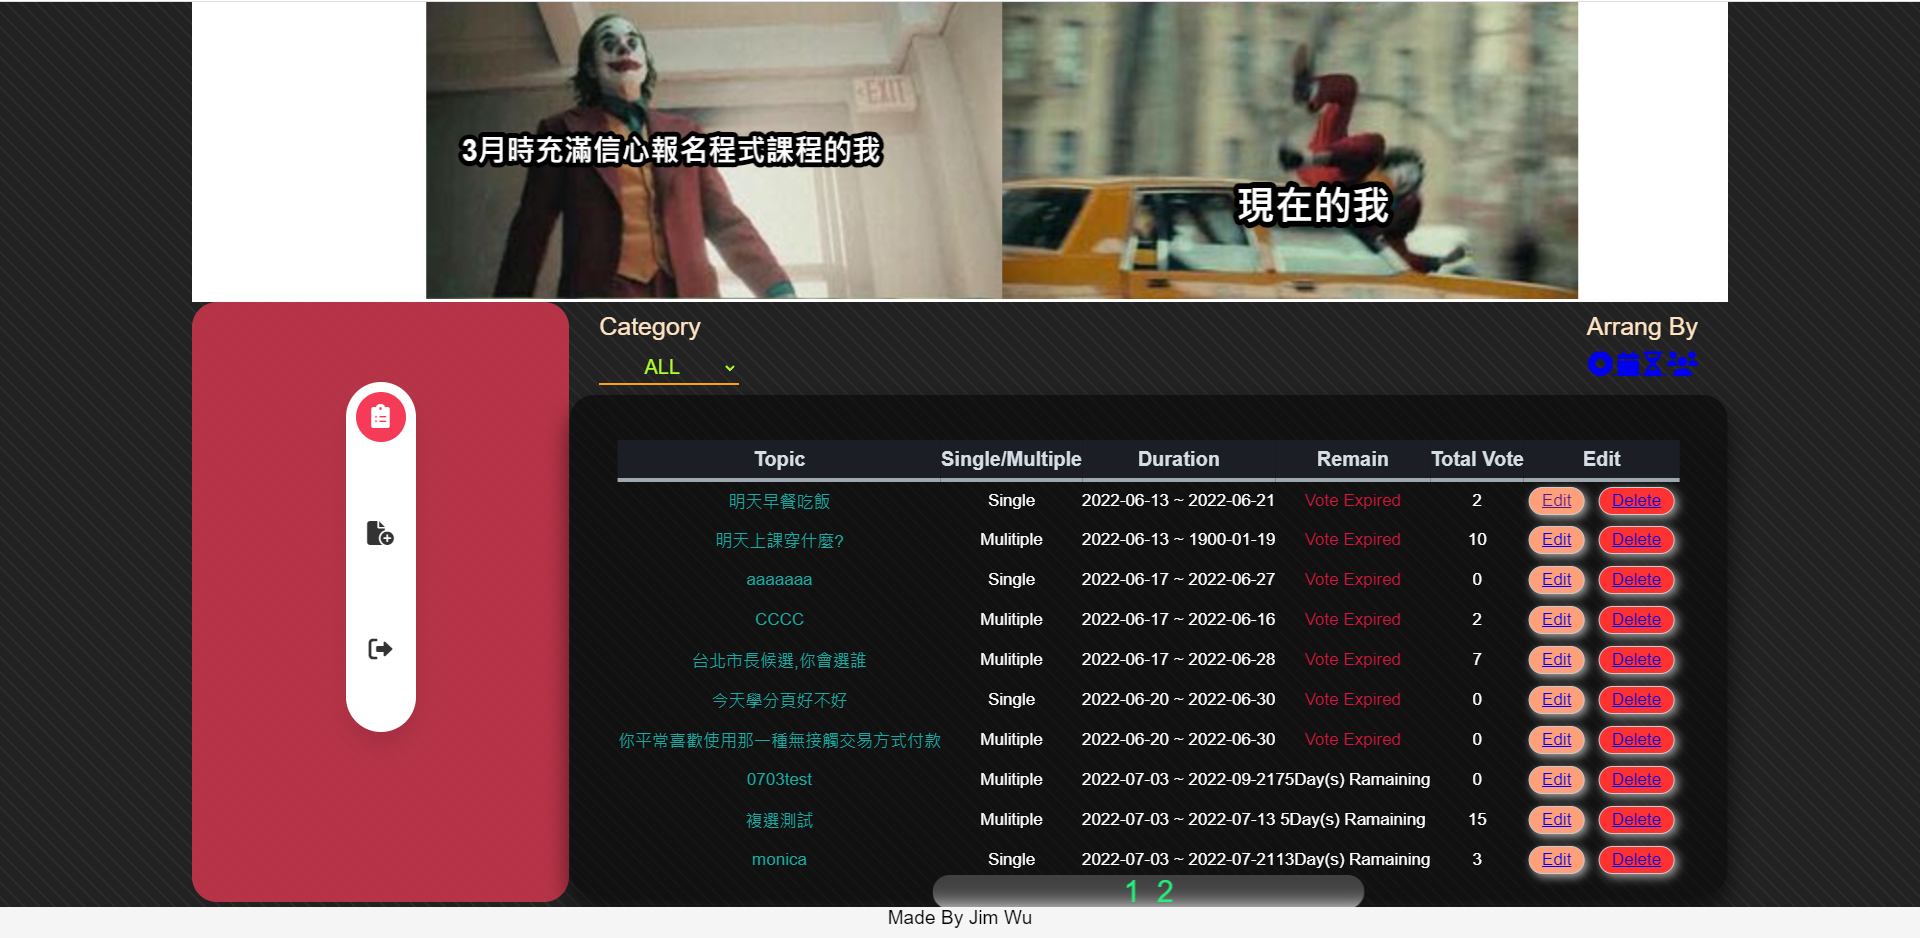 EXIT
3月時充滿信心報名程式課程的我
現在的我
Category
Arrang By
ALL
Topic Single/Multiple Duration Remain Total Vote Edit
明天早餐吃飯 Single 2022-06-13 ~ 2022-06-21 Vote Expired 2 Edit Delete
明天上課穿什麼? Mulitiple 2022-06-13 ~ 1900-01-19 Vote Expired 10 Edit Delete
aaaaaaa Single 2022-06-17 ~ 2022-06-27 Vote Expired 0 Edit Delete
CCCC Mulitiple 2022-06-17 ~ 2022-06-16 Vote Expired 2 Edit Delete
台北市長候選,你會選誰 Mulitiple 2022-06-17 ~ 2022-06-28 Vote Expired 7 Edit Delete
今天學分頁好不好 Single 2022-06-20 ~ 2022-06-30 Vote Expired 0 Edit Delete
你平常喜歡使用那一種無接觸交易方式付款 Mulitiple 2022-06-20 ~ 2022-06-30 Vote Expired 0 Edit Delete
0703test Mulitiple 2022-07-03 ~ 2022-09-2175Day(s) Ramaining 0 Edit Delete
複選測試 Mulitiple 2022-07-03 ~ 2022-07-13 5Day(s) Ramaining 15 Edit Delete
monica Single 2022-07-03 ~ 2022-07-2113Day(s) Ramaining 3 Edit Delete
1 2
Made By Jim Wu